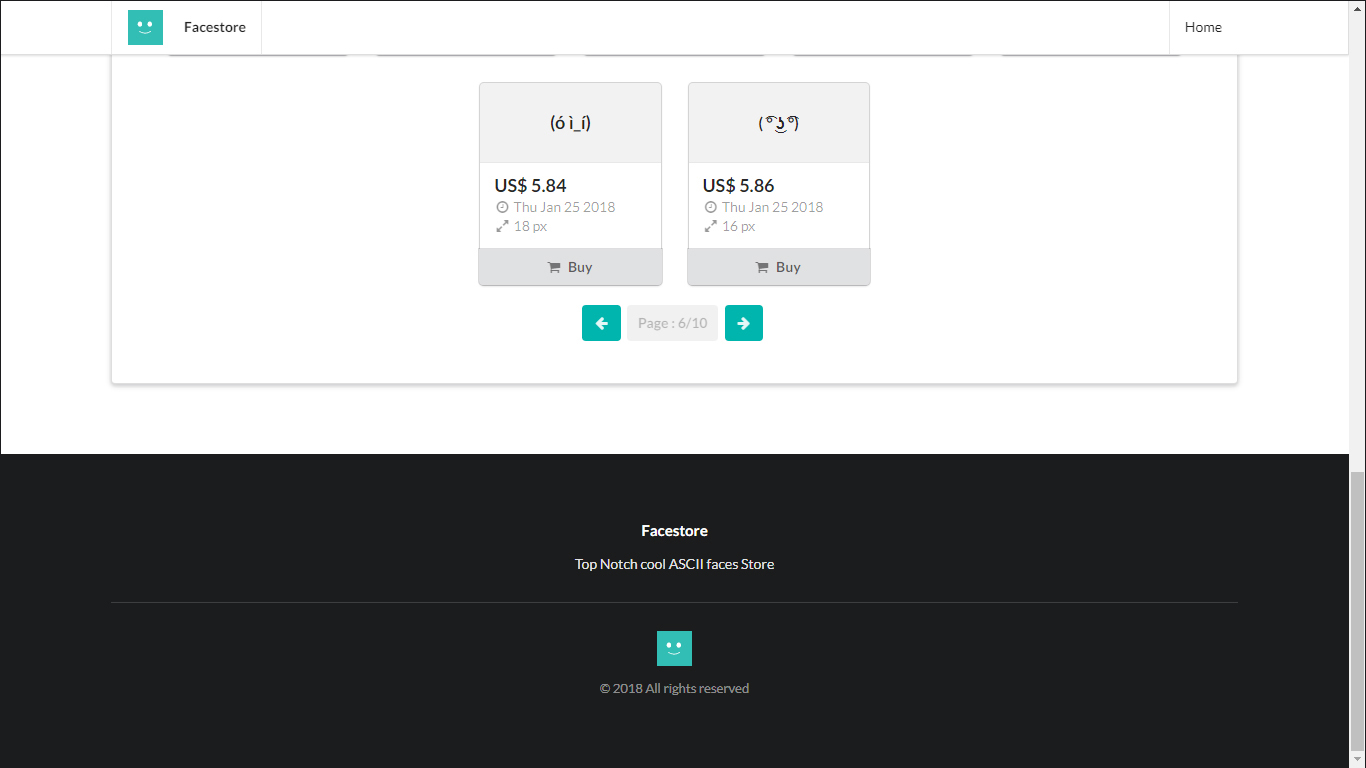 Facestore
Home
(ó ì_í)
( ͡° ͜ʖ ͡°)
US$ 5.84
Thu Jan 25 2018
18 px
Buy
US$ 5.86
Thu Jan 25 2018
16 px
Buy
Page : 6/10
Facestore
Top Notch cool ASCII faces Store
© 2018 All rights reserved